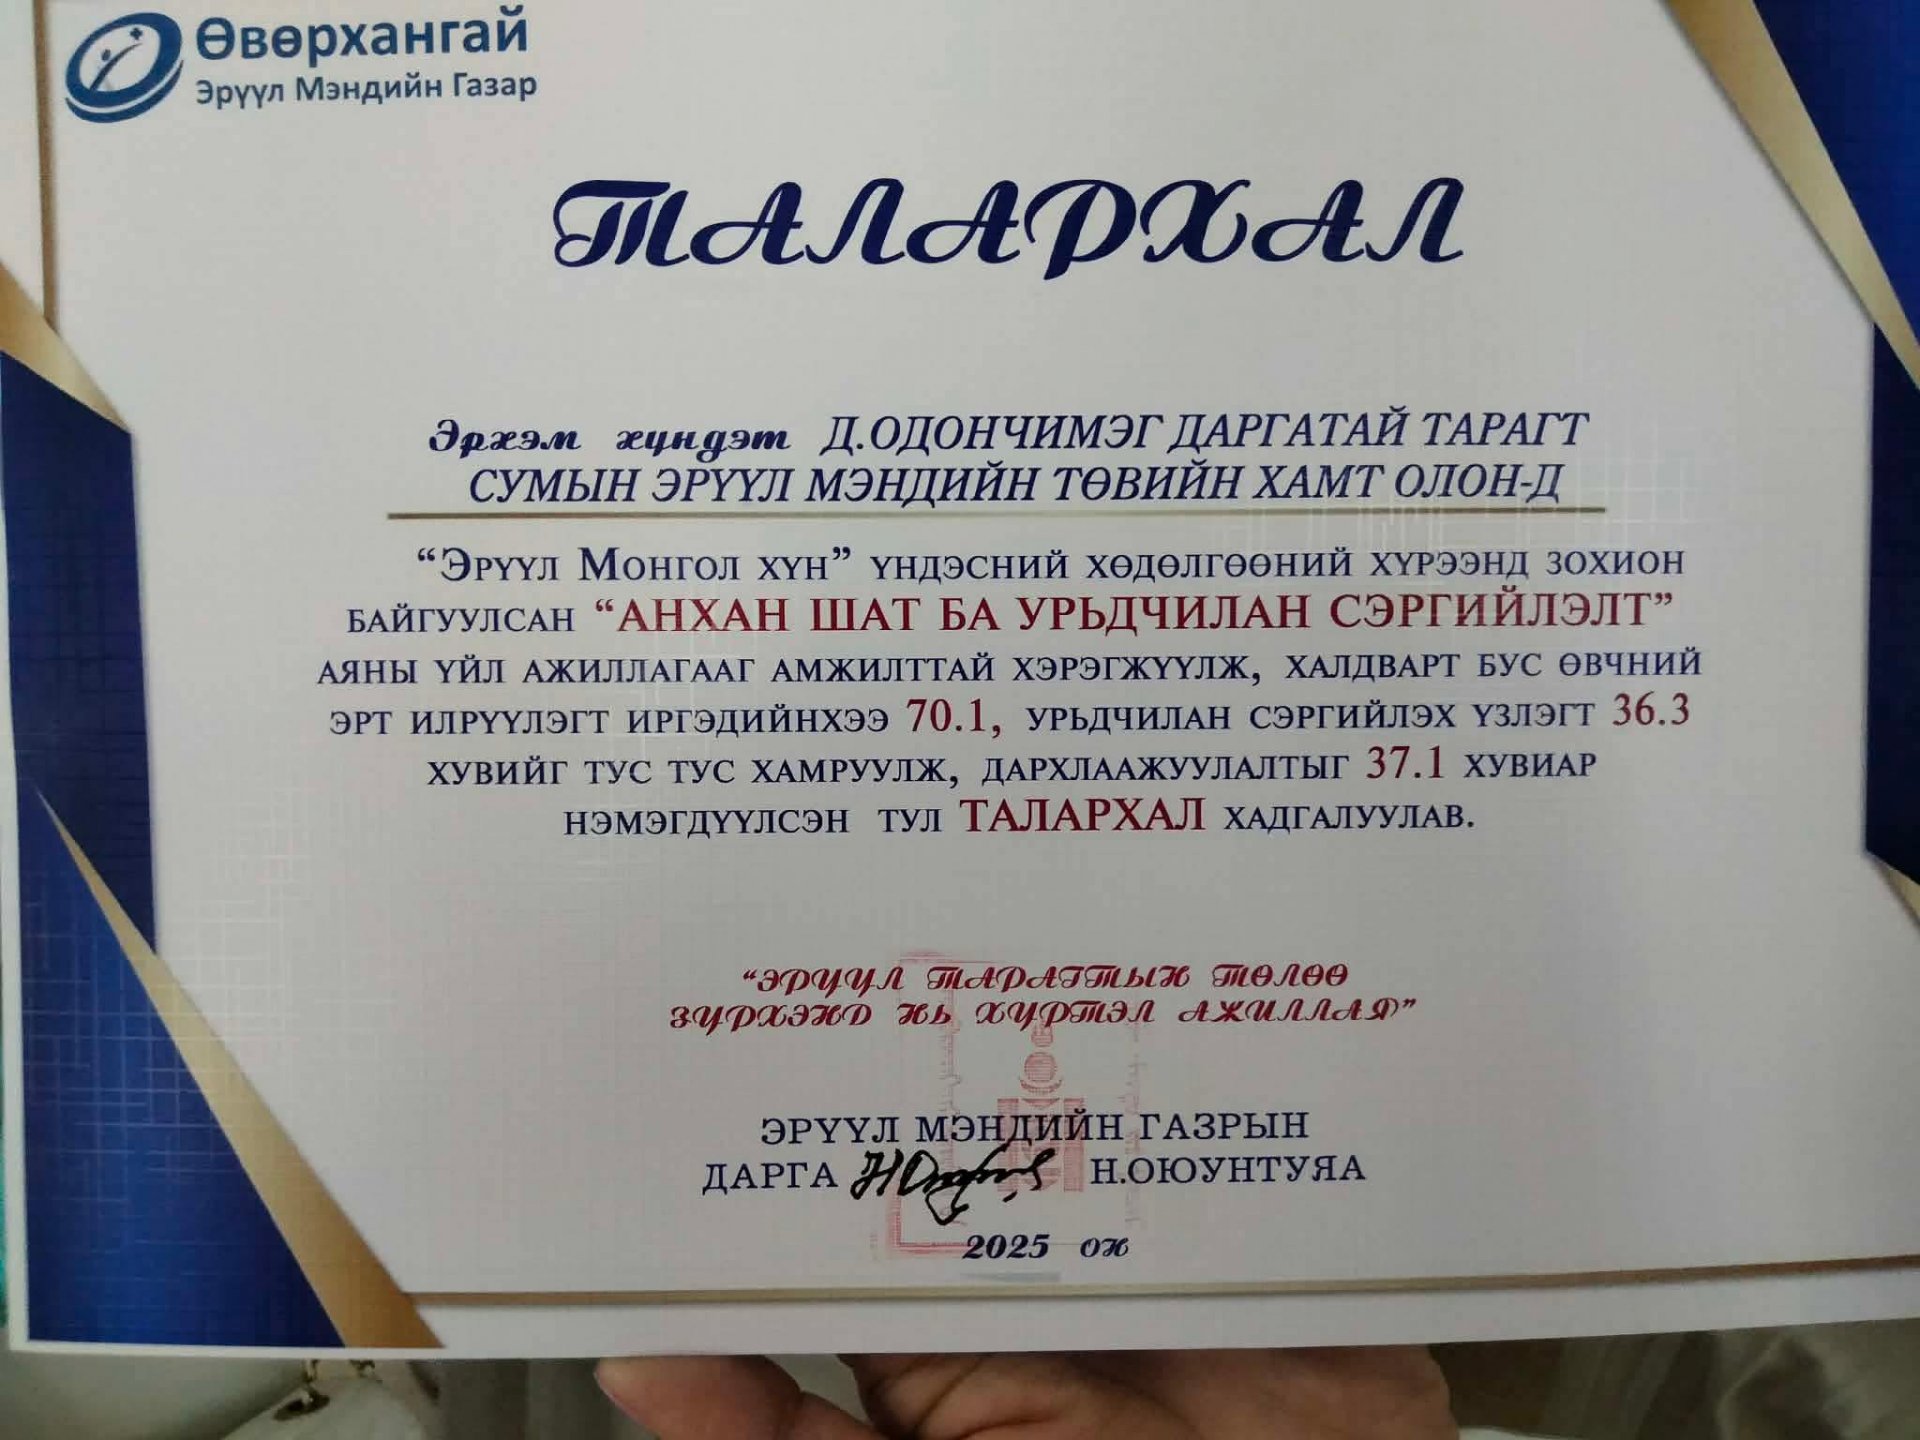 Өвөрхангай
Эрүүл Мэндийн Газар
ТАЛАРХАЛ
Эрхэм хүндэт Д.ОДОНЧИМЭГ ДАРГАТАЙ ТАРАГТ
СУМЫН ЭРҮҮЛ МЭНДИЙН ТӨВИЙН ХАМТ ОЛОН-Д
“Эрүүл Монгол хүн” үндэсний хөдөлгөөний хүрээнд зохион
байгуулсан “АНХАН ШАТ БА УРЬДЧИЛАН СЭРГИЙЛЭЛТ”
аяны үйл ажиллагааг амжилттай хэрэгжүүлж, халдварт бус өвчний
эрт илрүүлэгт иргэдийнхээ 70.1, урьдчилан сэргийлэх үзлэгт 36.3
хувийг тус тус хамруулж, дархлаажуулалтыг 37.1 хувиар
нэмэгдүүлсэн тул ТАЛАРХАЛ хадгалуулав.
“ЭРҮҮЛ ТАРАГТЫН ТӨЛӨӨ
ЗҮРХЭНД НЬ ХҮРТЭЛ АЖИЛЛАЯ”
ЭРҮҮЛ МЭНДИЙН ГАЗРЫН
ДАРГА Н.ОЮУНТУЯА
2025 он